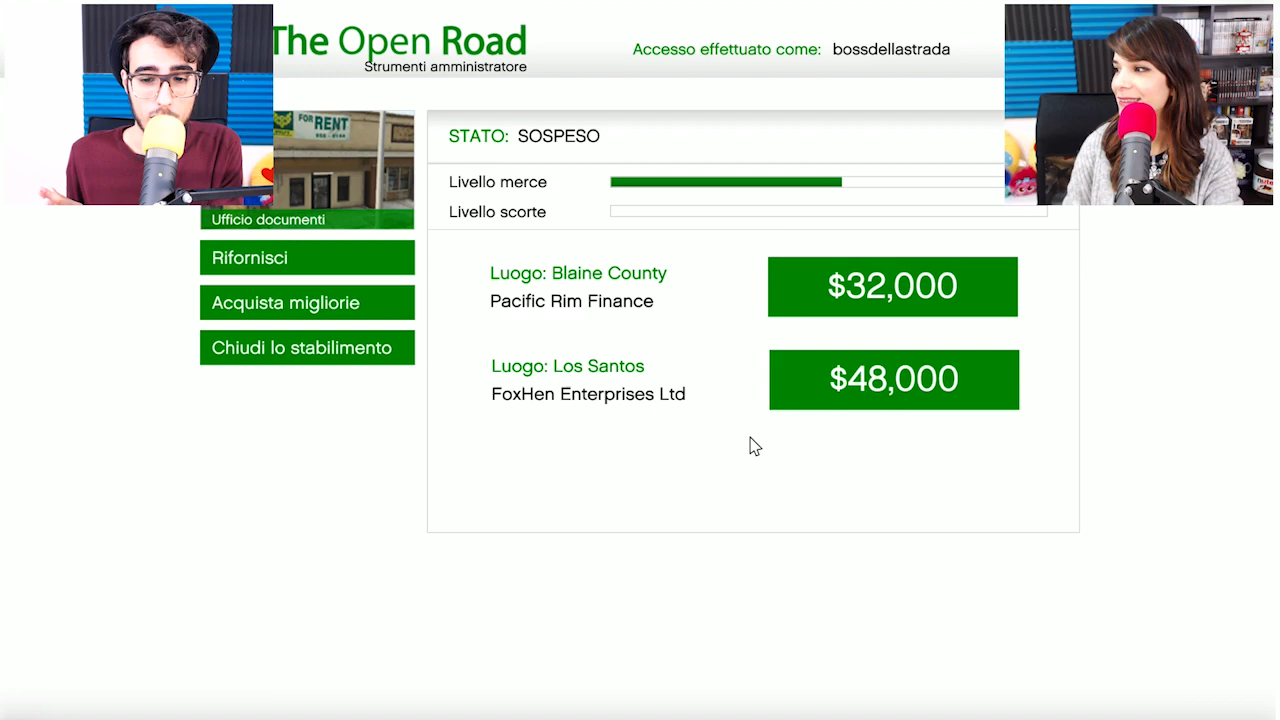 The Open Road
Strumenti amministratore
Accesso effettuato come: bossdellastrada
FOR RENT
Ufficio documenti
Rifornisci
Acquista migliorie
Chiudi lo stabilimento
STATO: SOSPESO
Livello merce
Livello scorte
Luogo: Blaine County
Pacific Rim Finance
$32,000
Luogo: Los Santos
FoxHen Enterprises Ltd
$48,000